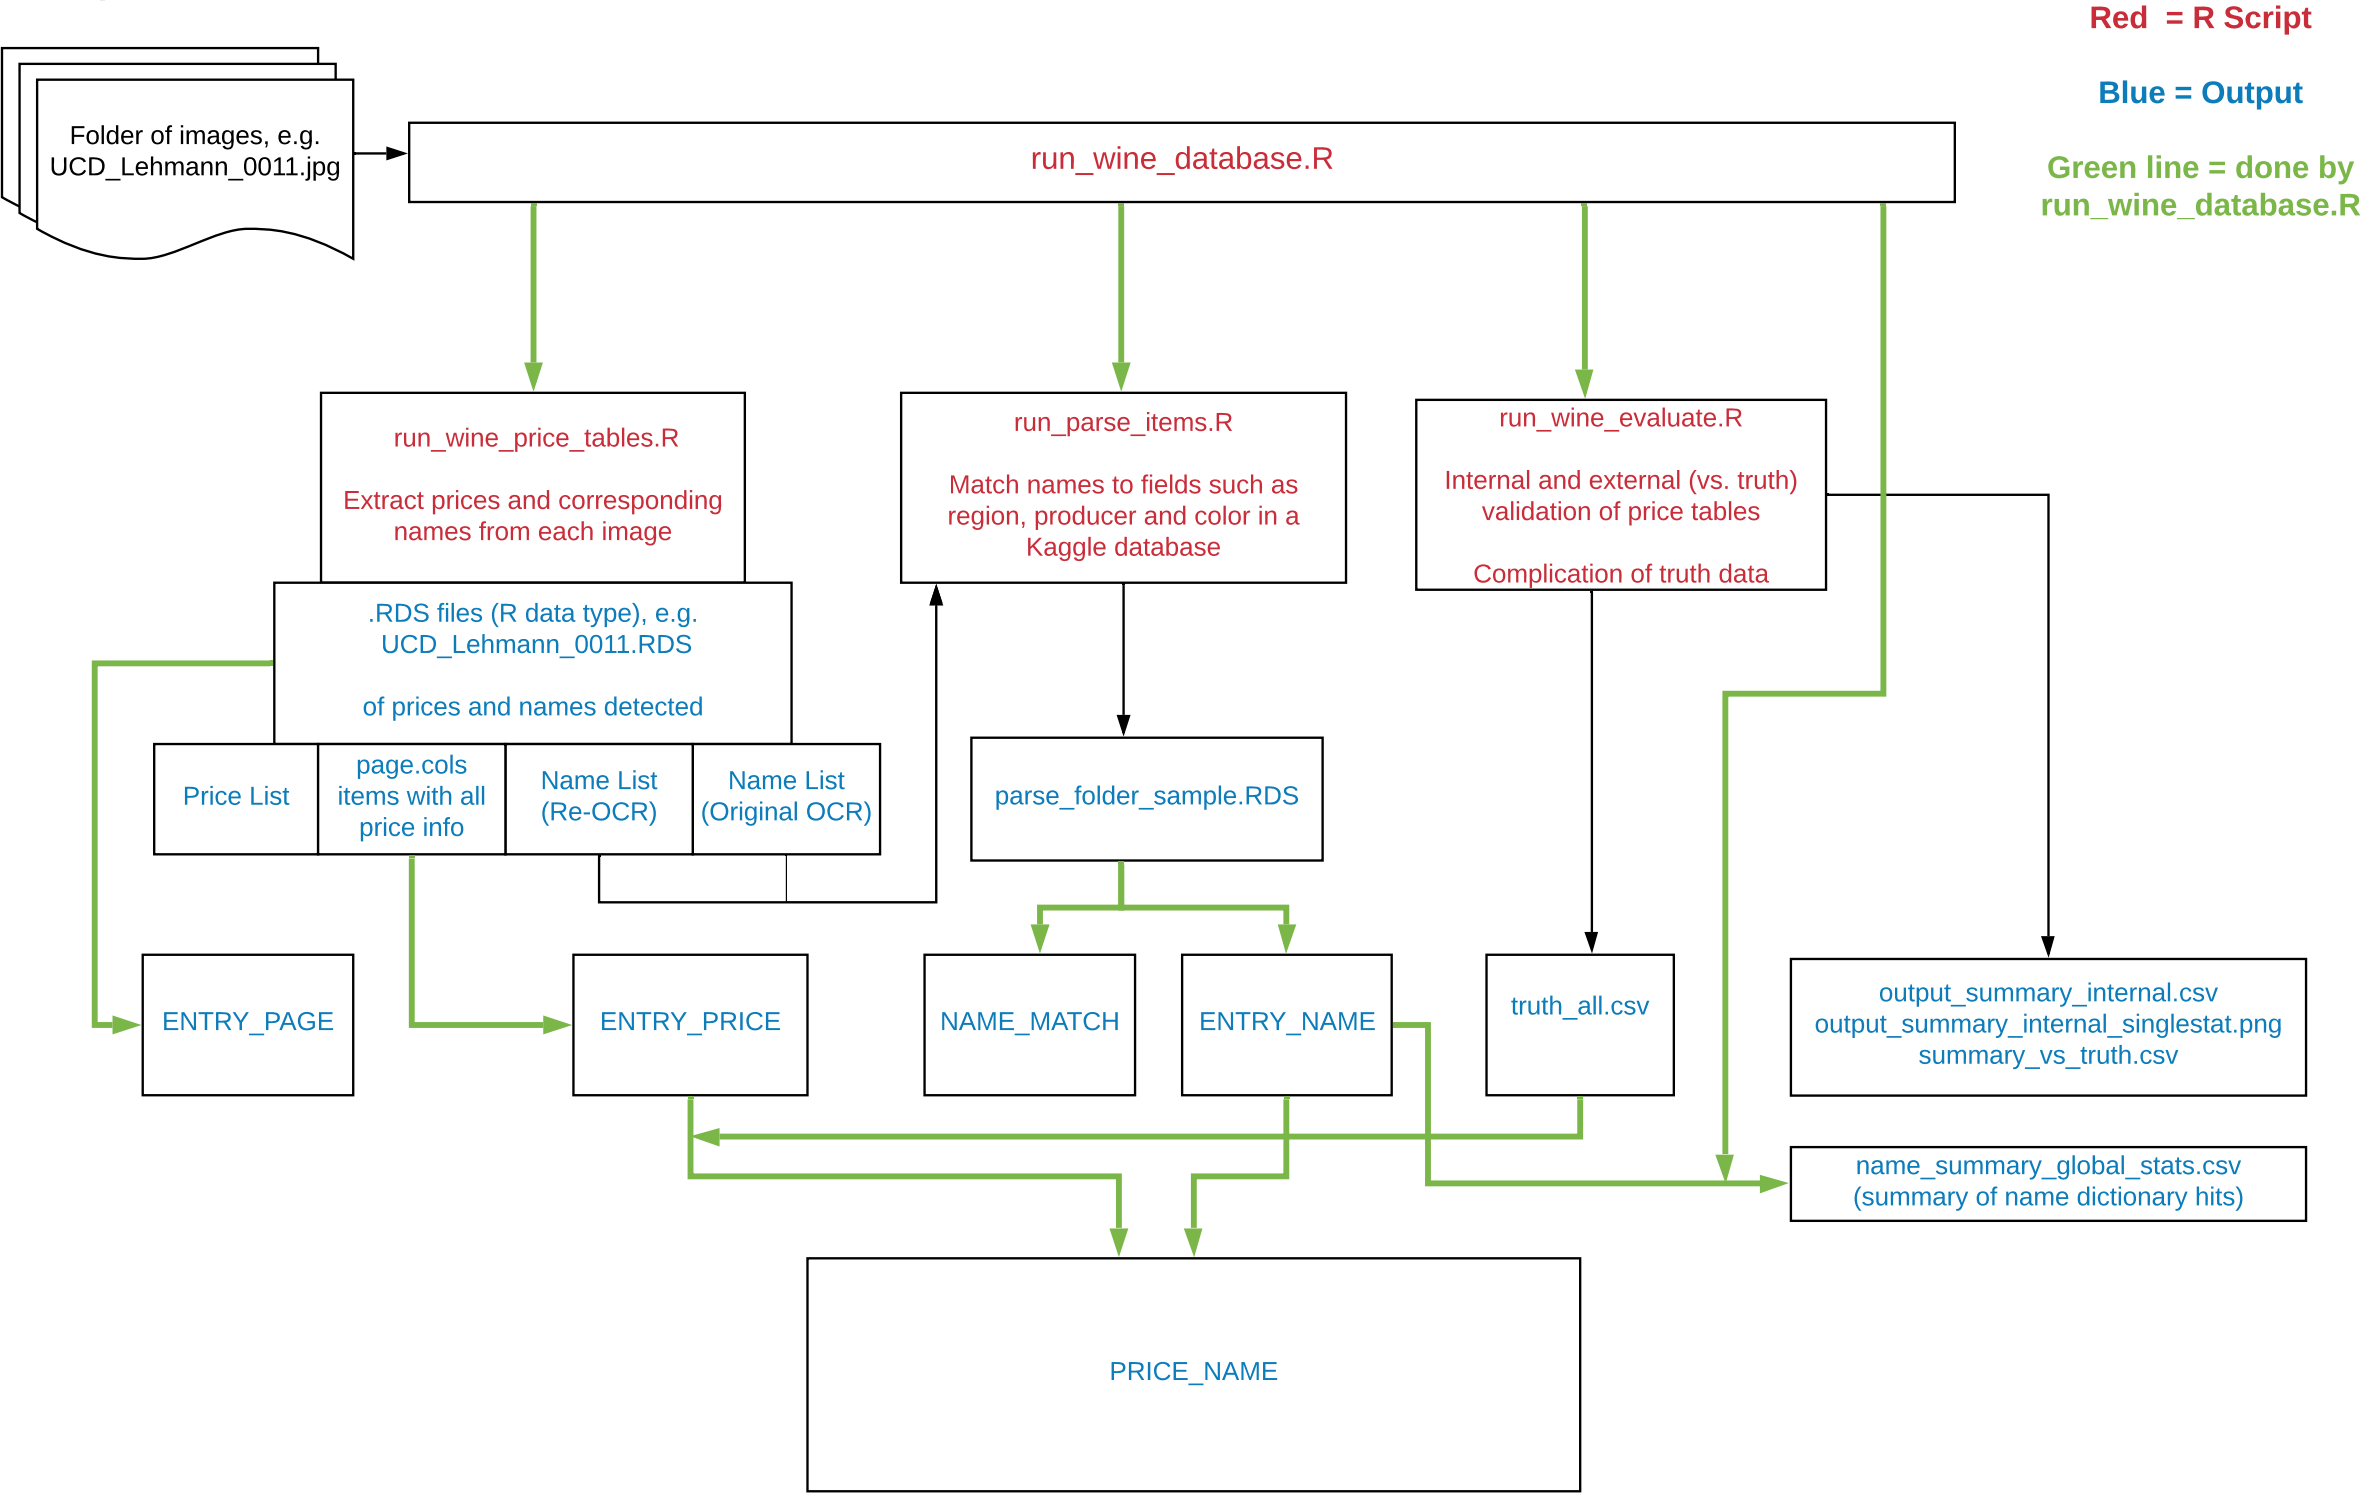 Red  = R Script
Blue = Output
Green line = done by
run_wine_database.R
Folder of images, e.g.
UCD_Lehmann_0011.jpg
run_wine_database.R
run_wine_price_tables.R
Extract prices and corresponding
names from each image
run_parse_items.R
Match names to fields such as
region, producer and color in a
Kaggle database
run_wine_evaluate.R
Internal and external (vs. truth)
validation of price tables
Complication of truth data
.RDS files (R data type), e.g.
UCD_Lehmann_0011.RDS
of prices and names detected
Price List
page.cols
items with all
price info
Name List
(Re-OCR)
Name List
(Original OCR)
parse_folder_sample.RDS
ENTRY_PAGE
ENTRY_PRICE
NAME_MATCH
ENTRY_NAME
truth_all.csv
output_summary_internal.csv
output_summary_internal_singlestat.png
summary_vs_truth.csv
name_summary_global_stats.csv
(summary of name dictionary hits)
PRICE_NAME